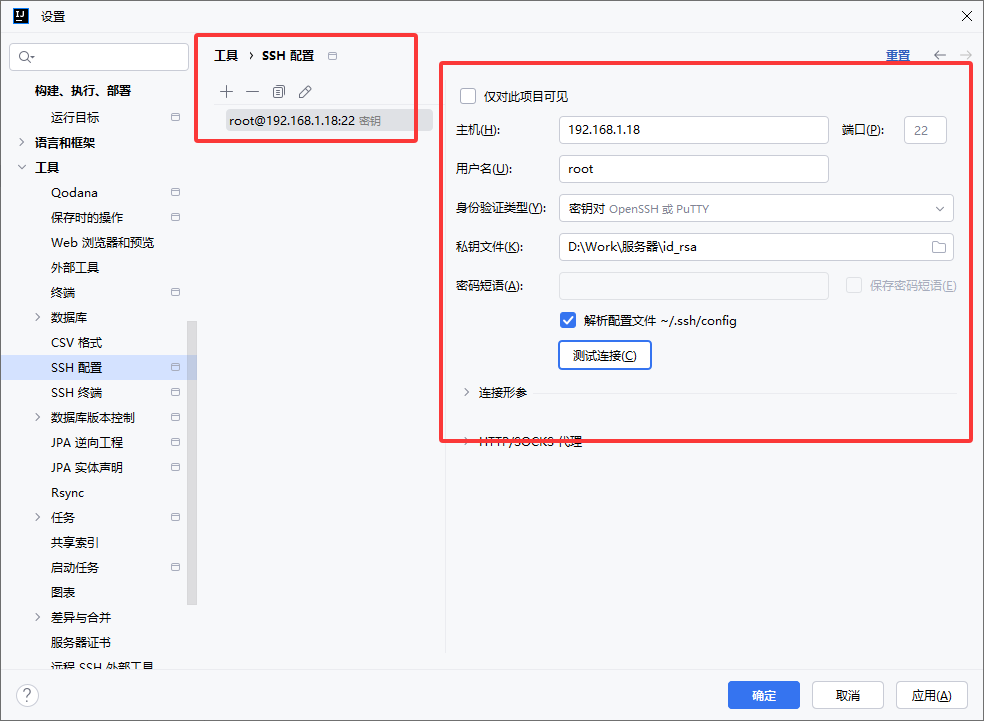 IJ 设置
构建、执行、部署
运行目标
语言和框架
工具
Qodana
保存时的操作
Web 浏览器和预览
外部工具
终端
数据库
CSV 格式
SSH 配置
SSH 终端
数据库版本控制
JPA 逆向工程
JPA 实体声明
Rsync
任务
共享索引
启动任务
图表
差异与合并
服务器证书
远程 SSH 外部工具
工具 › SSH 配置
重置
root@192.168.1.18:22 密钥
仅对此项目可见
主机(H): 192.168.1.18 端口(P): 22
用户名(U): root
身份验证类型(Y): 密钥对 OpenSSH 或 PuTTY
私钥文件(K): D:\Work\服务器\id_rsa
密码短语(A): 保存密码短语(E)
解析配置文件 ~/.ssh/config
测试连接(C)
连接形参
HTTP/SOCKS 代理
?
确定 取消 应用(A)